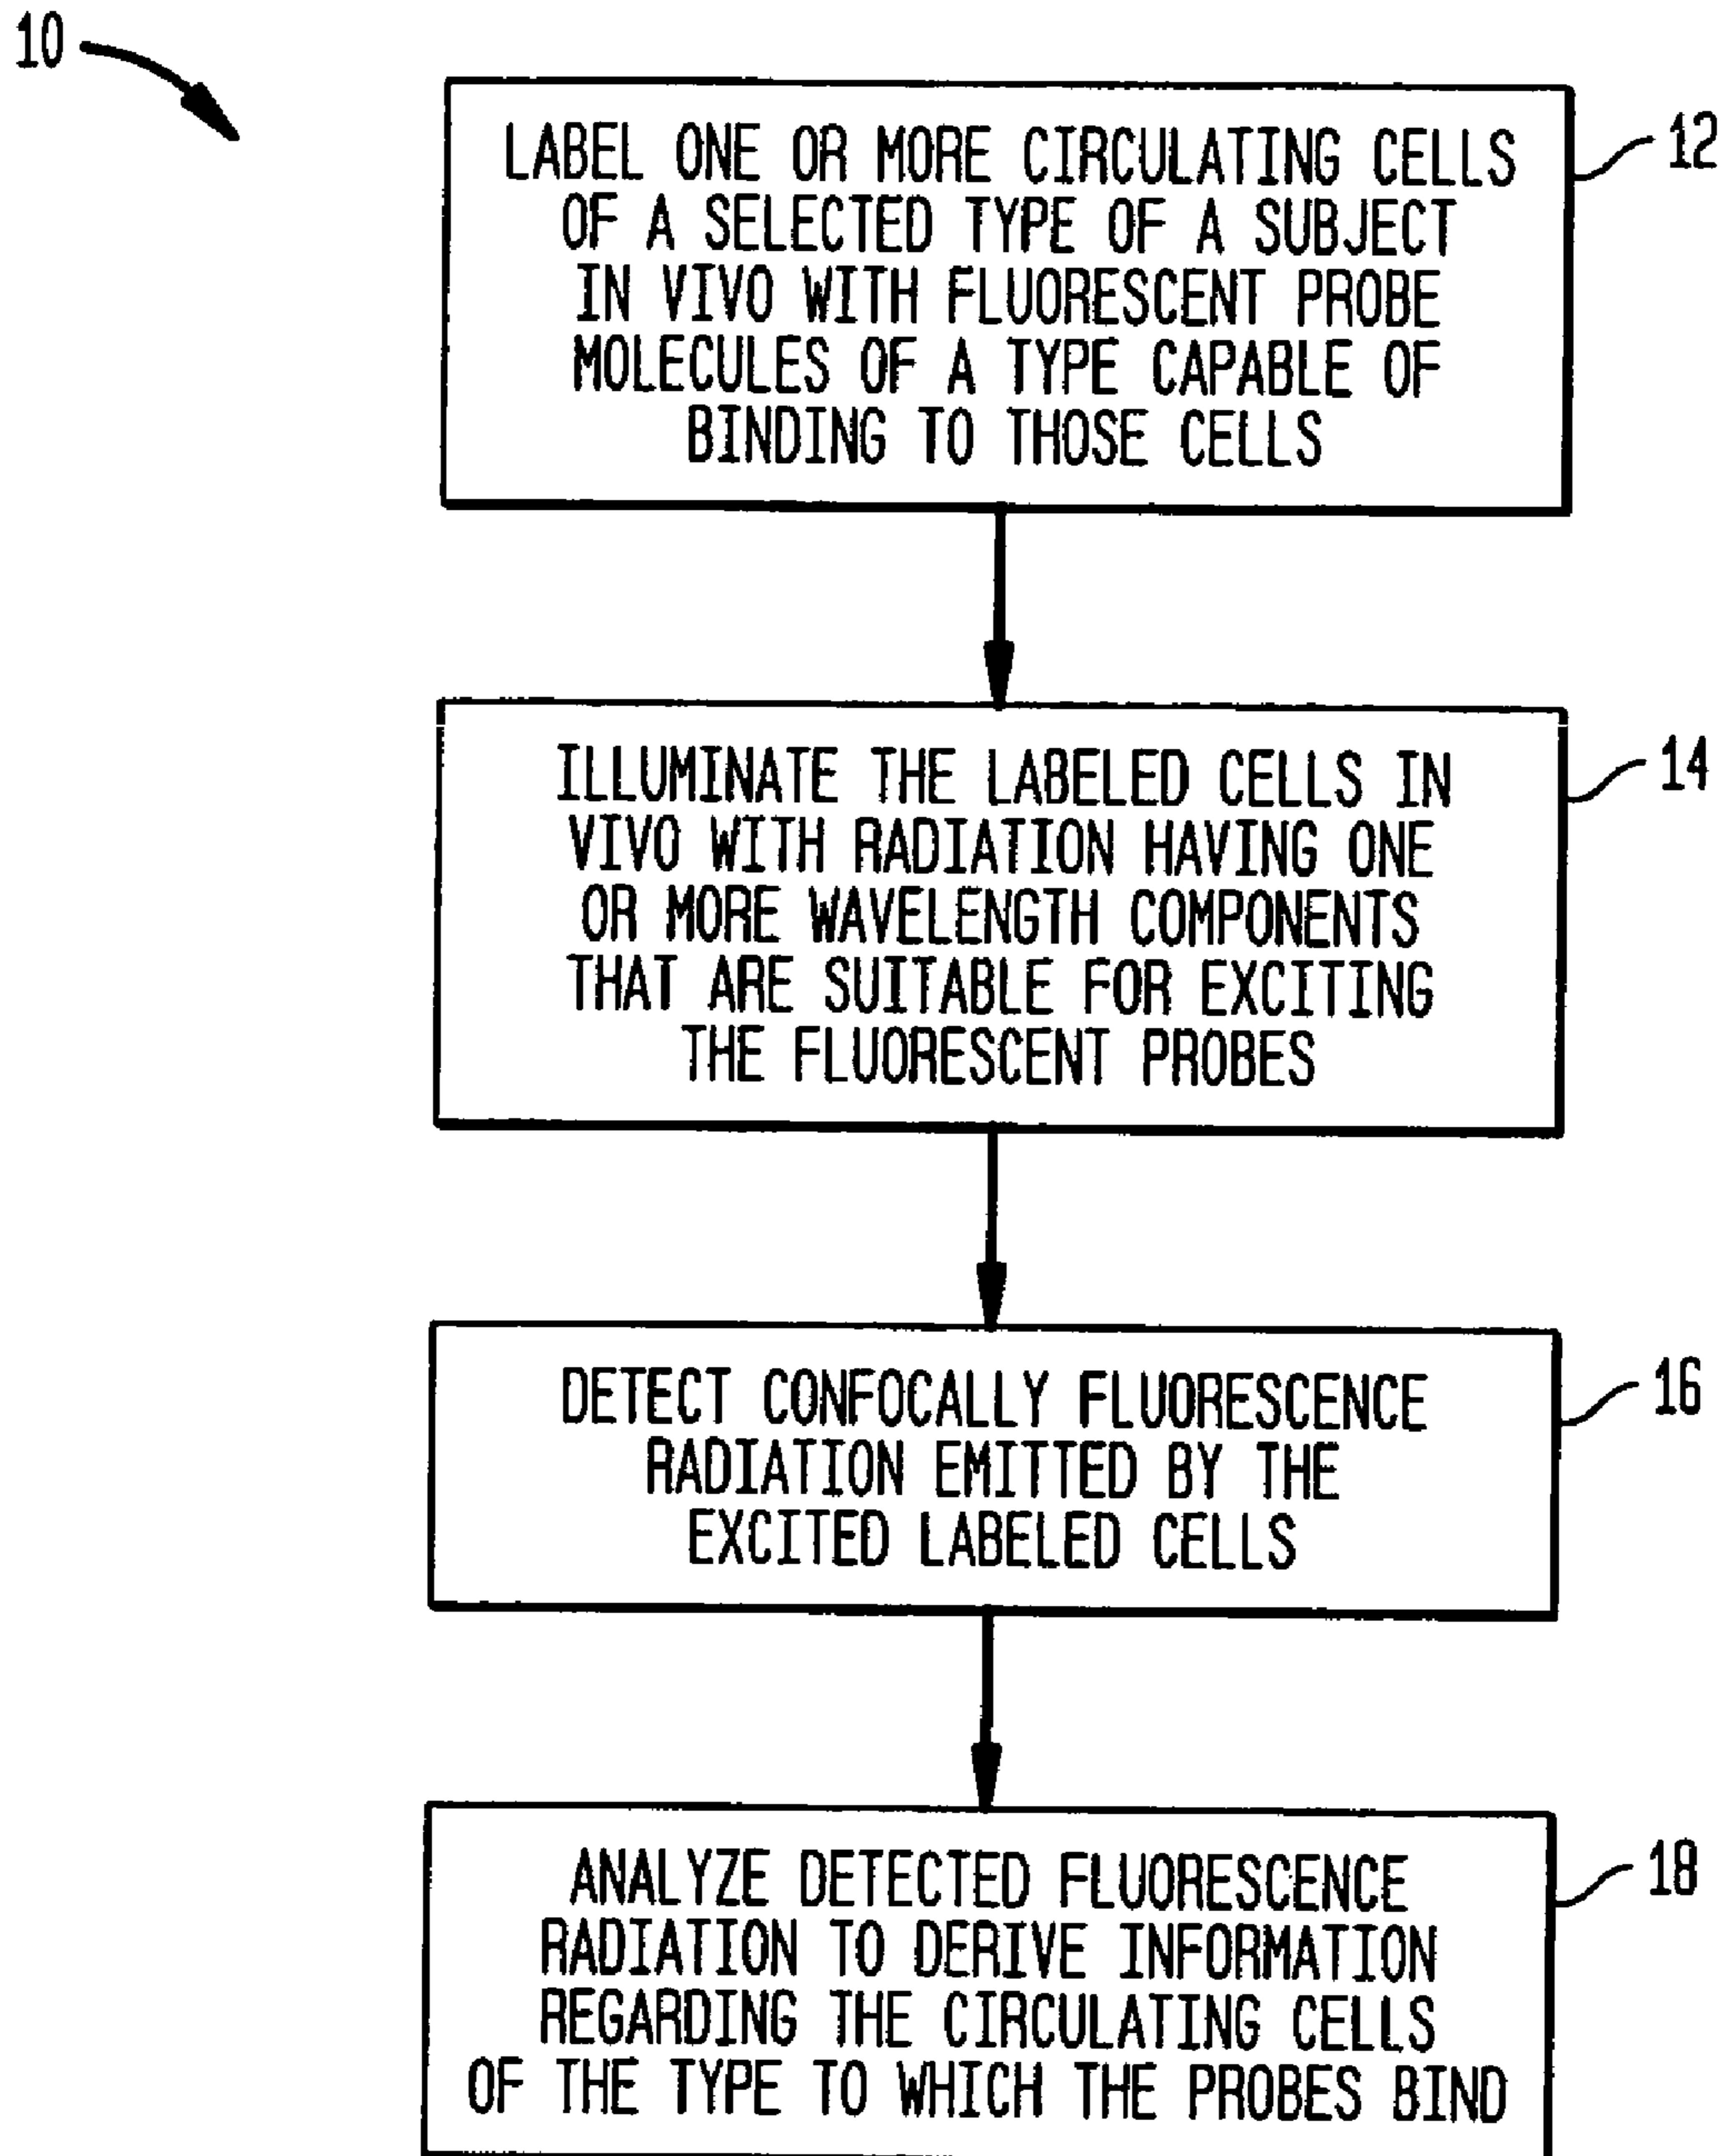 10
LABEL ONE OR MORE CIRCULATING CELLS
OF A SELECTED TYPE OF A SUBJECT
IN VIVO WITH FLUORESCENT PROBE
MOLECULES OF A TYPE CAPABLE OF
BINDING TO THOSE CELLS
12
ILLUMINATE THE LABELED CELLS IN
VIVO WITH RADIATION HAVING ONE
OR MORE WAVELENGTH COMPONENTS
THAT ARE SUITABLE FOR EXCITING
THE FLUORESCENT PROBES
14
DETECT CONFOCALLY FLUORESCENCE
RADIATION EMITTED BY THE
EXCITED LABELED CELLS
16
ANALYZE DETECTED FLUORESCENCE
RADIATION TO DERIVE INFORMATION
REGARDING THE CIRCULATING CELLS
OF THE TYPE TO WHICH THE PROBES BIND
18